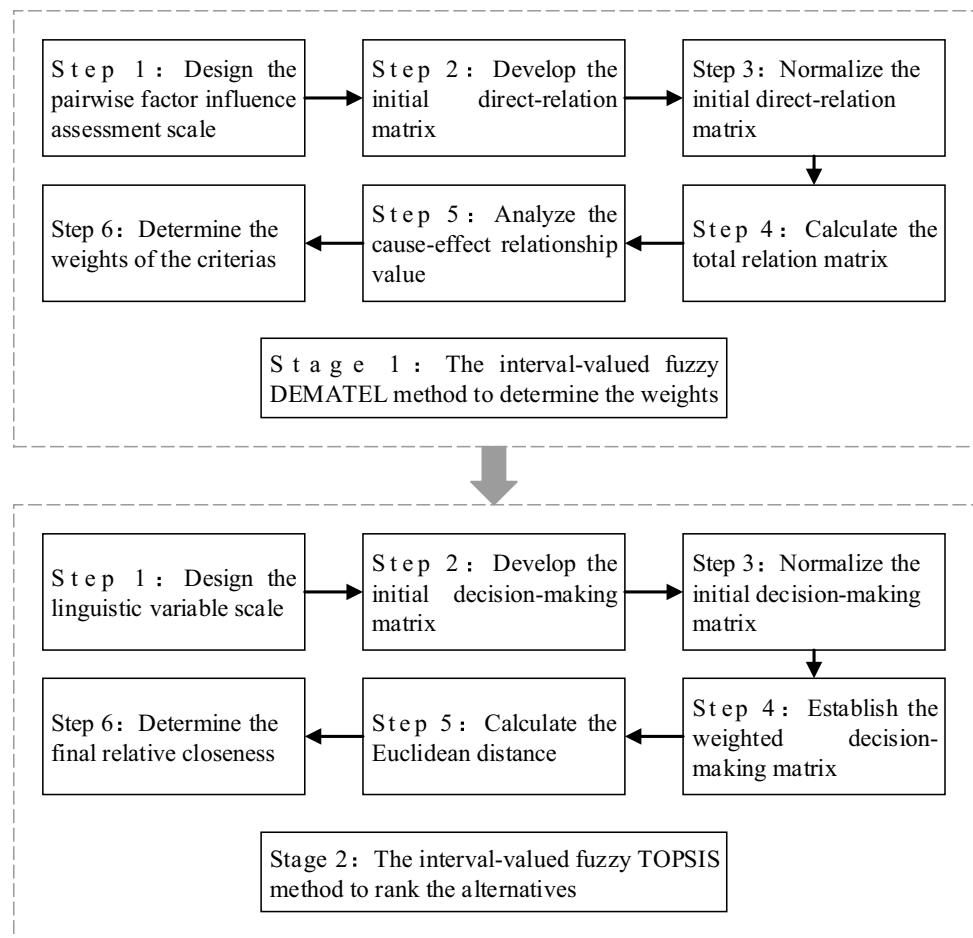 Step 1：Design the
pairwise factor influence
assessment scale
Step 2：Develop the
initial direct-relation
matrix
Step 3：Normalize the
initial direct-relation
matrix
Step 6：Determine the
weights of the criterias
Step 5：Analyze the
cause-effect relationship
value
Step 4：Calculate the
total relation matrix
Stage 1：The interval-valued fuzzy
DEMATEL method to determine the weights
Step 1：Design the
linguistic variable scale
Step 2：Develop the
initial decision-making
matrix
Step 3：Normalize the
initial decision-making
matrix
Step 6：Determine the
final relative closeness
Step 5：Calculate the
Euclidean distance
Step 4：Establish the
weighted decision-
making matrix
Stage 2：The interval-valued fuzzy TOPSIS
method to rank the alternatives